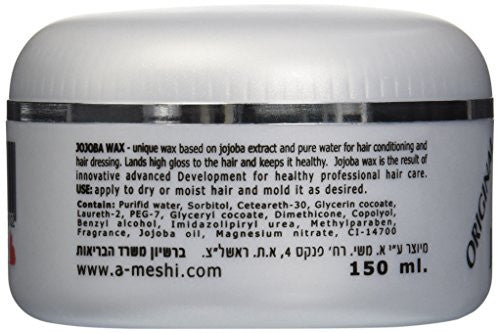 JOJOBA WAX - unique wax based on jojoba extract and pure water for hair conditioning and
hair dressing. Lands high gloss to the hair and keeps it healthy.  Jojoba wax is the result of
innovative advanced Development for healthy professional hair care.
USE: apply to dry or moist hair and mold it as desired.
Contain: Purifid water, Sorbitol, Ceteareth-30, Glycerin cocoate,
Laureth-2, PEG-7, Glyceryl cocoate, Dimethicone, Copolyol,
Benzyl alcohol, Imidazolipiryl urea, Methylparaben,
Fragrance, Jojoba oil, Magnesium nitrate, CI-14700
מיוצר ע"י א. משי, רח' פנקס 4, א.ת. ראשל"צ. ברשיון משרד הבריאות
www.a-meshi.com 150 ml.
ORIGINAL